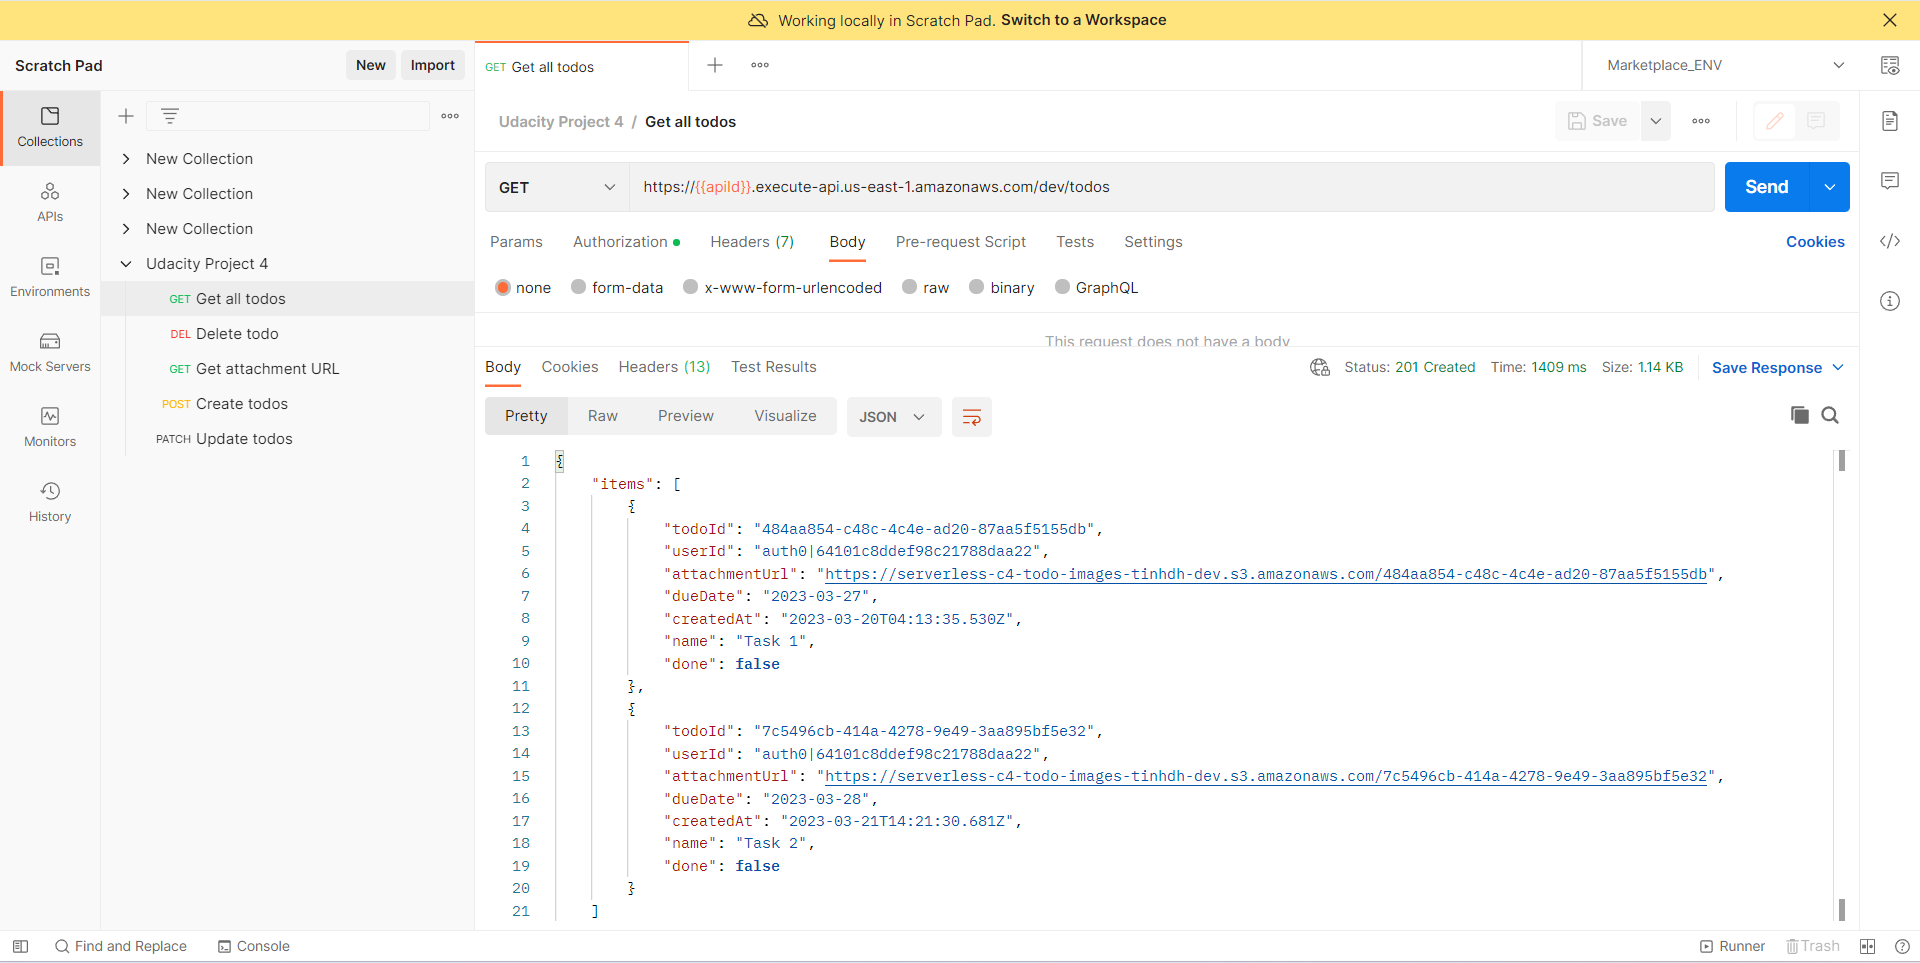 Working locally in Scratch Pad. Switch to a Workspace
Scratch Pad
New
Import
GET Get all todos
Marketplace_ENV
Collections
APIs
Environments
Mock Servers
Monitors
History
New Collection
New Collection
New Collection
Udacity Project 4
GET Get all todos
DEL Delete todo
GET Get attachment URL
POST Create todos
PATCH Update todos
Udacity Project 4 / Get all todos
Save
GET
https://{{apiId}}.execute-api.us-east-1.amazonaws.com/dev/todos
Send
Params Authorization Headers (7) Body Pre-request Script Tests Settings Cookies
none form-data x-www-form-urlencoded raw binary GraphQL
This request does not have a body
Body Cookies Headers (13) Test Results Status: 201 Created Time: 1409 ms Size: 1.14 KB Save Response
Pretty Raw Preview Visualize JSON
1 {
2 "items": [
3 {
4 "todoId": "484aa854-c48c-4c4e-ad20-87aa5f5155db",
5 "userId": "auth0|64101c8ddef98c21788daa22",
6 "attachmentUrl": "https://serverless-c4-todo-images-tinhdh-dev.s3.amazonaws.com/484aa854-c48c-4c4e-ad20-87aa5f5155db",
7 "dueDate": "2023-03-27",
8 "createdAt": "2023-03-20T04:13:35.530Z",
9 "name": "Task 1",
10 "done": false
11 },
12 {
13 "todoId": "7c5496cb-414a-4278-9e49-3aa895bf5e32",
14 "userId": "auth0|64101c8ddef98c21788daa22",
15 "attachmentUrl": "https://serverless-c4-todo-images-tinhdh-dev.s3.amazonaws.com/7c5496cb-414a-4278-9e49-3aa895bf5e32",
16 "dueDate": "2023-03-28",
17 "createdAt": "2023-03-21T14:21:30.681Z",
18 "name": "Task 2",
19 "done": false
20 }
21 ]
Find and Replace Console Runner Trash